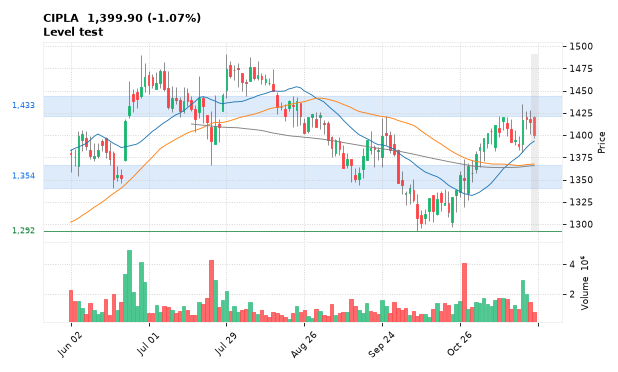 CIPLA 1,399.90 (-1.07%)
Level test
1500
1475
1450
1,433
1425
1400
Price
1375
1,354
1350
1325
1,292
1300
4
2
Volume 10⁶
Jun 02
Jul 01
Jul 29
Aug 26
Sep 24
Oct 26